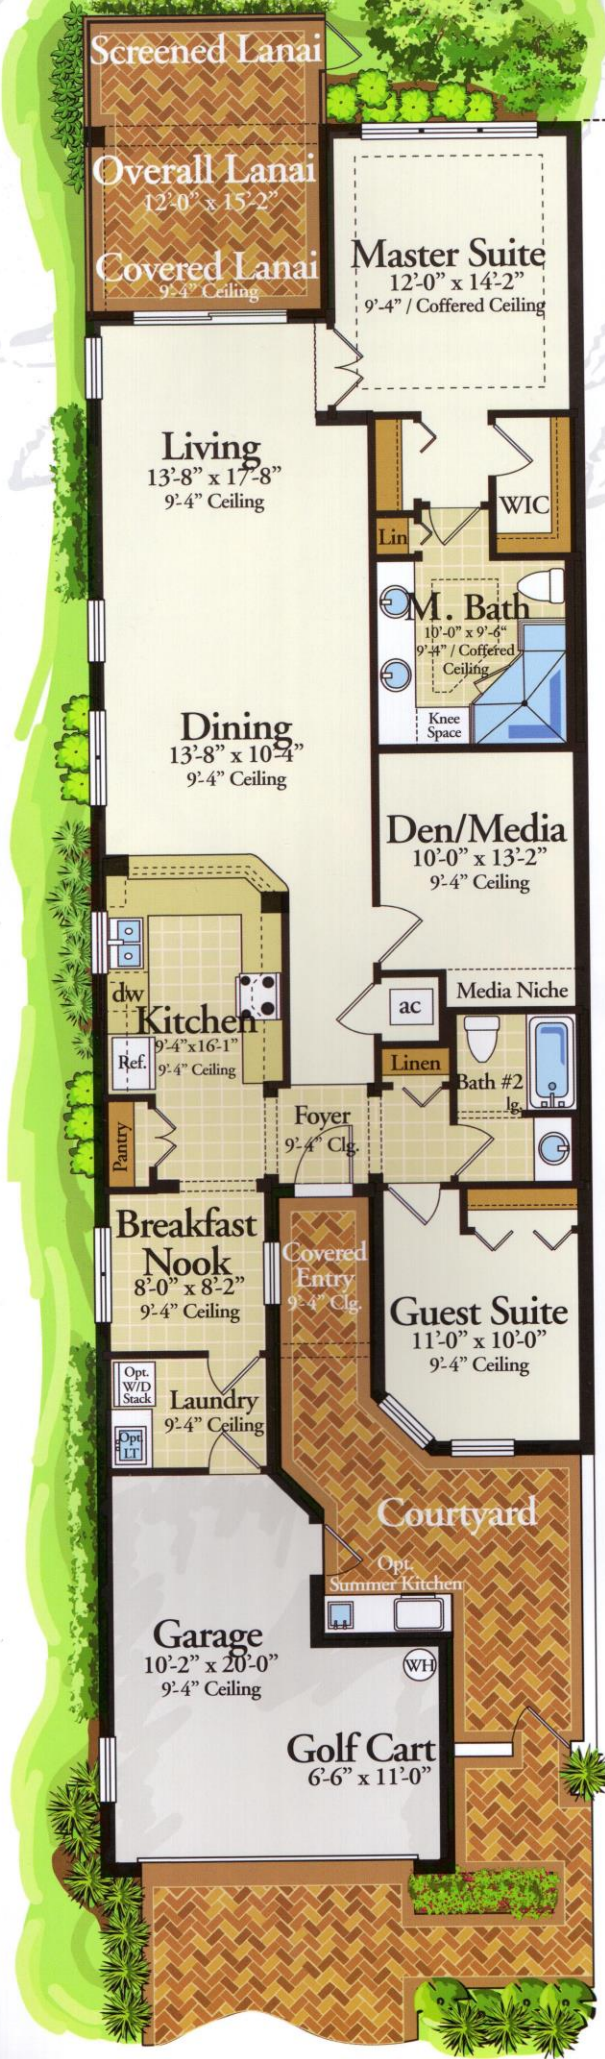 Screened Lanai
Overall Lanai
12'-0" x 15'-2"
Covered Lanai
9'-4" Ceiling
Master Suite
12'-0" x 14'-2"
9'-4" / Coffered Ceiling
Living
13'-8" x 17'-8"
9'-4" Ceiling
WIC
Lin
M. Bath
10'-0" x 9'-6"
9'-4" / Coffered
Ceiling
Knee
Space
Dining
13'-8" x 10'-4"
9'-4" Ceiling
Den/Media
10'-0" x 13'-2"
9'-4" Ceiling
Media Niche
ac
dw
Kitchen
9'-4"x16'-1"
9'-4" Ceiling
Ref.
Linen
Bath #2
lg.
Foyer
9'-4" Clg.
Pantry
Breakfast
Nook
8'-0" x 8'-2"
9'-4" Ceiling
Covered
Entry
9'-4" Clg.
Guest Suite
11'-0" x 10'-0"
9'-4" Ceiling
Opt.
W/D
Stack
Laundry
9'-4" Ceiling
Opt.
LT
Courtyard
Opt.
Summer Kitchen
Garage
10'-2" x 20'-0"
9'-4" Ceiling
WH
Golf Cart
6'-6" x 11'-0"